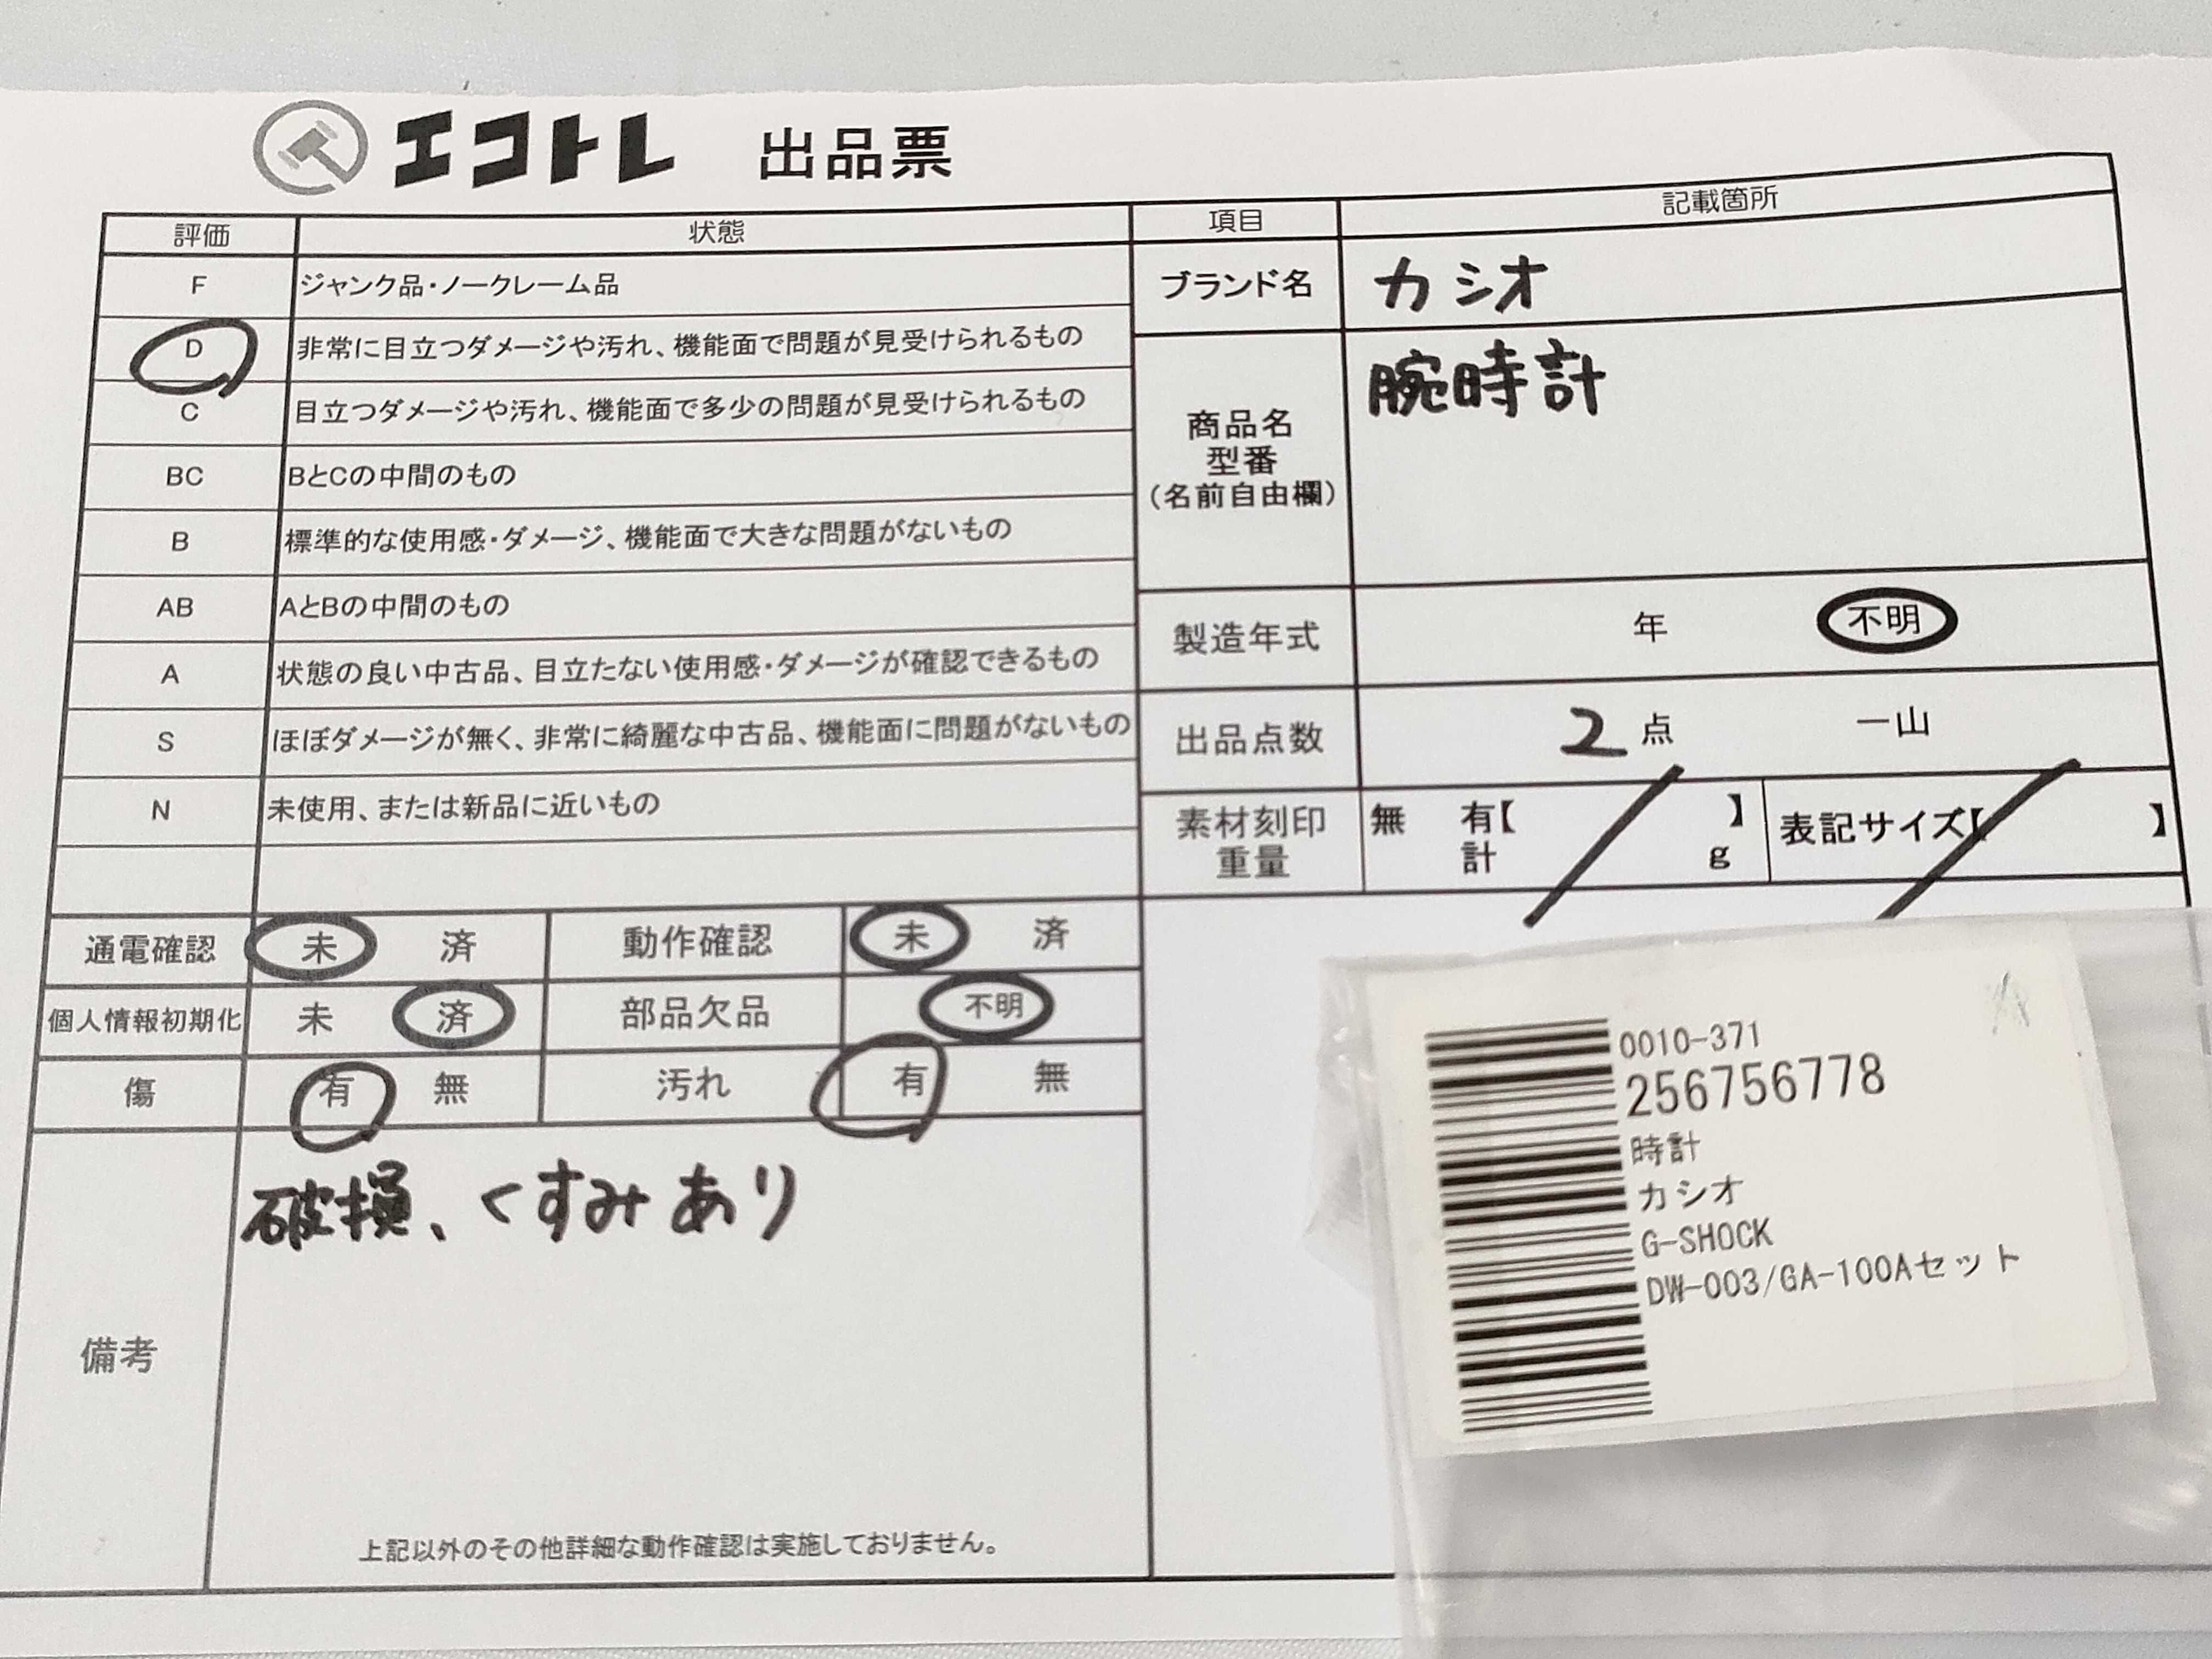 エコトレ 出品票
評価 状態
F ジャンク品・ノークレーム品
D 非常に目立つダメージや汚れ、機能面で問題が見受けられるもの
C 目立つダメージや汚れ、機能面で多少の問題が見受けられるもの
BC BとCの中間のもの
B 標準的な使用感・ダメージ、機能面で大きな問題がないもの
AB AとBの中間のもの
A 状態の良い中古品、目立たない使用感・ダメージが確認できるもの
S ほぼダメージが無く、非常に綺麗な中古品、機能面に問題がないもの
N 未使用、または新品に近いもの
通電確認 未 済 動作確認 未 済
個人情報初期化 未 済 部品欠品 不明
傷 有 無 汚れ 有 無
備考
破損、くすみあり
上記以外のその他詳細な動作確認は実施しておりません。
項目 記載箇所
ブランド名 カシオ
商品名
型番
（名前自由欄）
腕時計
製造年式 年 不明
出品点数 2点 一山
素材刻印
重量
無 有【 】
計 g
表記サイズ【 】
0010-371
256756778
時計
カシオ
G-SHOCK
DW-003/GA-100Aセット